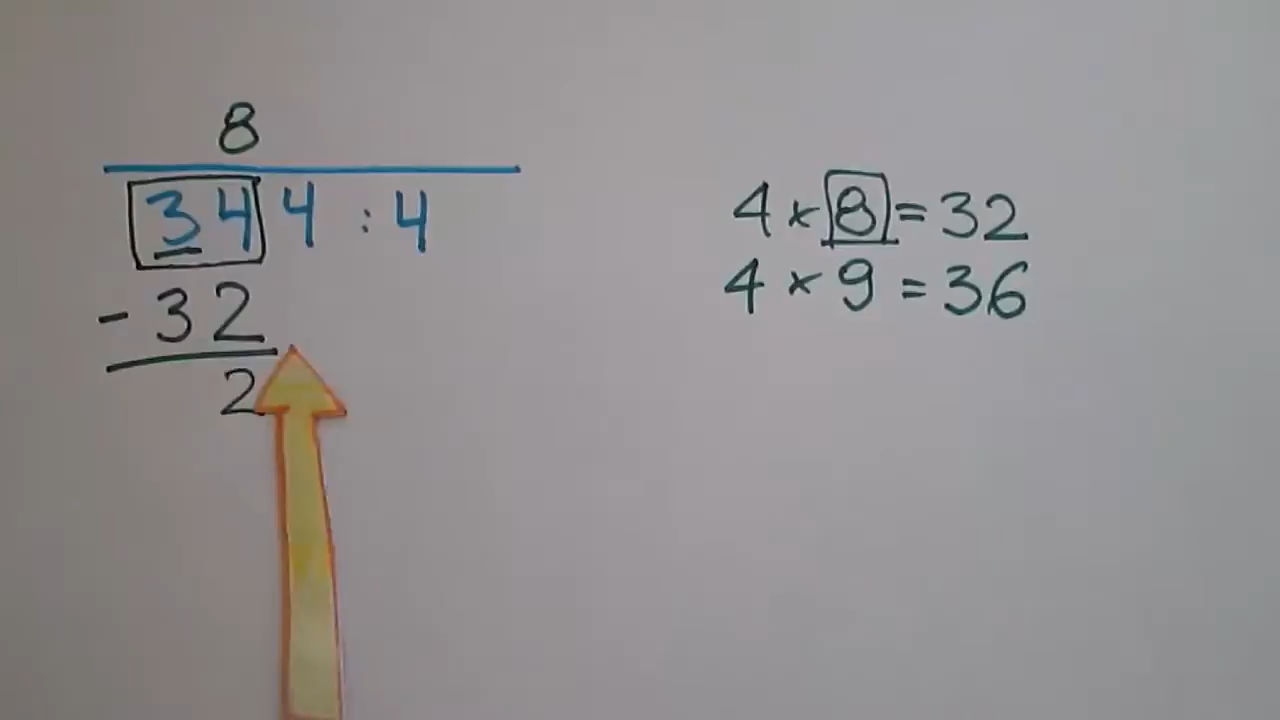 8
344 : 4
- 32
2
4 × 8 = 32
4 × 9 = 36